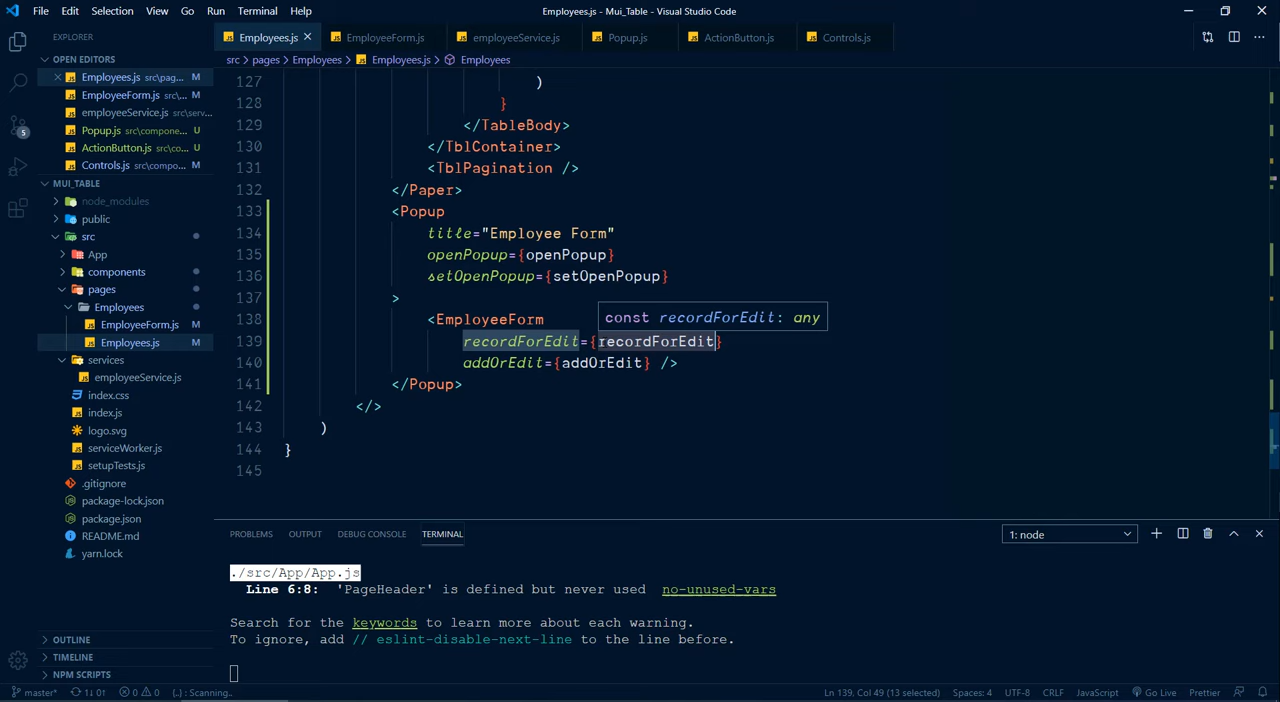 File Edit Selection View Go Run Terminal Help
Employees.js - Mui_Table - Visual Studio Code
EXPLORER
Employees.js
EmployeeForm.js
employeeService.js
Popup.js
ActionButton.js
Controls.js
src > pages > Employees > Employees.js > Employees
OPEN EDITORS
Employees.js src\pag... M
EmployeeForm.js src\... M
employeeService.js src\serv...
Popup.js src\compone... U
ActionButton.js src\co... U
Controls.js src\compo... M
MUI_TABLE
node_modules
public
src
App
components
pages
Employees
EmployeeForm.js M
Employees.js M
services
employeeService.js
index.css
index.js
logo.svg
serviceWorker.js
setupTests.js
.gitignore
package-lock.json
package.json
README.md
yarn.lock
OUTLINE
TIMELINE
NPM SCRIPTS
5
127 )
128 }
129 </TableBody>
130 </TblContainer>
131 <TblPagination />
132 </Paper>
133 <Popup
134 title="Employee Form"
135 openPopup={openPopup}
136 setOpenPopup={setOpenPopup}
137 >
138 <EmployeeForm
const recordForEdit: any
139 recordForEdit={recordForEdit}
140 addOrEdit={addOrEdit} />
141 </Popup>
142 </>
143 )
144 }
145
PROBLEMS OUTPUT DEBUG CONSOLE TERMINAL
1: node
./src/App/App.js
Line 6:8: 'PageHeader' is defined but never used no-unused-vars
Search for the keywords to learn more about each warning.
To ignore, add // eslint-disable-next-line to the line before.
master* 1↓ 0↑ 0 0 {..} : Scanning..
Ln 139, Col 49 (13 selected) Spaces: 4 UTF-8 CRLF JavaScript Go Live Prettier